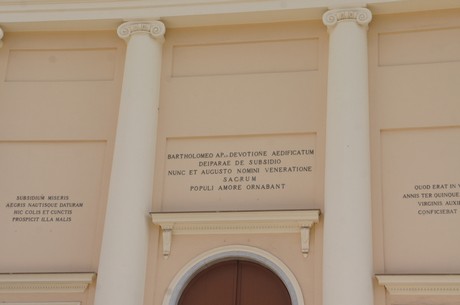 BARTHOLOMEO AP.... DEVOTIONE AEDIFICATUM
DEIPARAE DE SUBSIDIO
NUNC ET AUGUSTO NOMINI VENERATIONE
SACRUM
POPULI AMORE ORNABANT
SUBSIDIUM MISERIS
AEGRIS NAUTISQUE DATURAM
HIC COLIS ET CUNCTIS
PROSPICIT ILLA MALIS
QUOD ERAT IN
ANNIS TER QUINQUE
VIRGINIS AUXI
CONFICIEBAT